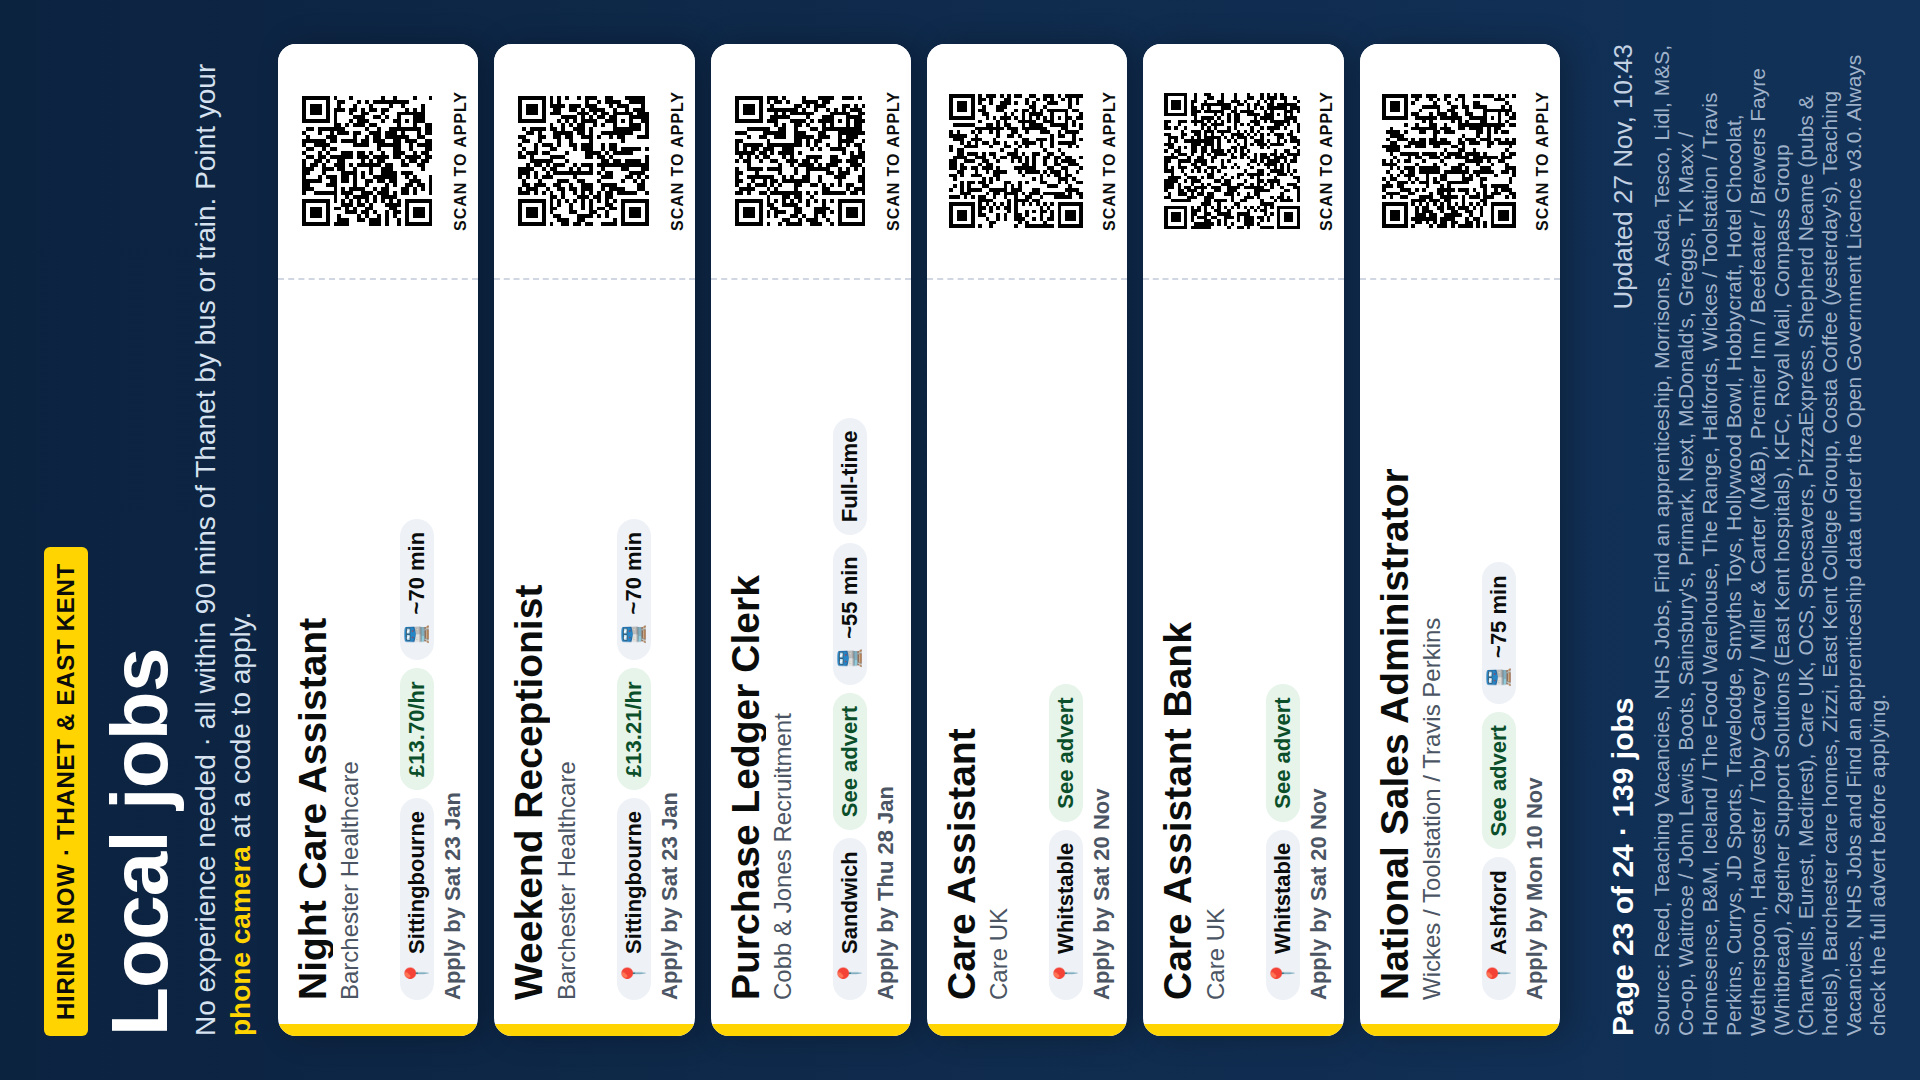 HIRING NOW · THANET & EAST KENT
Local jobs
No experience needed · all within 90 mins of Thanet by bus or train. Point your
phone camera at a code to apply.
Night Care Assistant
Barchester Healthcare
📍 Sittingbourne £13.70/hr 🚆 ~70 min
Apply by Sat 23 Jan
SCAN TO APPLY
Weekend Receptionist
Barchester Healthcare
📍 Sittingbourne £13.21/hr 🚆 ~70 min
Apply by Sat 23 Jan
SCAN TO APPLY
Purchase Ledger Clerk
Cobb & Jones Recruitment
📍 Sandwich See advert 🚆 ~55 min Full-time
Apply by Thu 28 Jan
SCAN TO APPLY
Care Assistant
Care UK
📍 Whitstable See advert
Apply by Sat 20 Nov
SCAN TO APPLY
Care Assistant Bank
Care UK
📍 Whitstable See advert
Apply by Sat 20 Nov
SCAN TO APPLY
National Sales Administrator
Wickes / Toolstation / Travis Perkins
📍 Ashford See advert 🚆 ~75 min
Apply by Mon 10 Nov
SCAN TO APPLY
Page 23 of 24 · 139 jobs
Updated 27 Nov, 10:43
Source: Reed, Teaching Vacancies, NHS Jobs, Find an apprenticeship, Morrisons, Asda, Tesco, Lidl, M&S,
Co-op, Waitrose / John Lewis, Boots, Sainsbury's, Primark, Next, McDonald's, Greggs, TK Maxx /
Homesense, B&M, Iceland / The Food Warehouse, The Range, Halfords, Wickes / Toolstation / Travis
Perkins, Currys, JD Sports, Travelodge, Smyths Toys, Hollywood Bowl, Hobbycraft, Hotel Chocolat,
Wetherspoon, Harvester / Toby Carvery / Miller & Carter (M&B), Premier Inn / Beefeater / Brewers Fayre
(Whitbread), 2gether Support Solutions (East Kent hospitals), KFC, Royal Mail, Compass Group
(Chartwells, Eurest, Medirest), Care UK, OCS, Specsavers, PizzaExpress, Shepherd Neame (pubs &
hotels), Barchester care homes, Zizzi, East Kent College Group, Costa Coffee (yesterday's). Teaching
Vacancies, NHS Jobs and Find an apprenticeship data under the Open Government Licence v3.0. Always
check the full advert before applying.